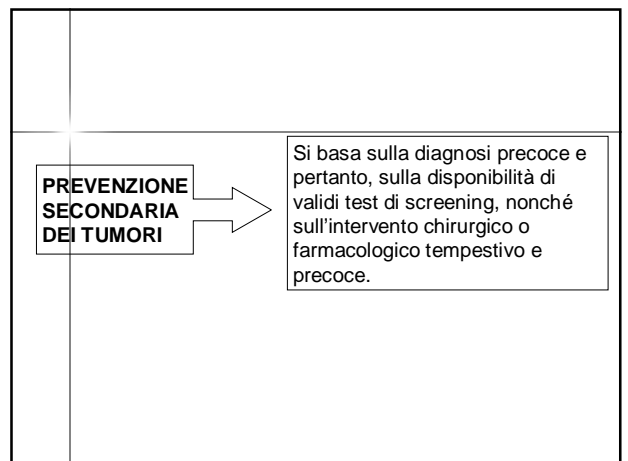 PREVENZIONE
SECONDARIA
DEI TUMORI
Si basa sulla diagnosi precoce e
pertanto, sulla disponibilità di
validi test di screening, nonché
sull'intervento chirurgico o
farmacologico tempestivo e
precoce.